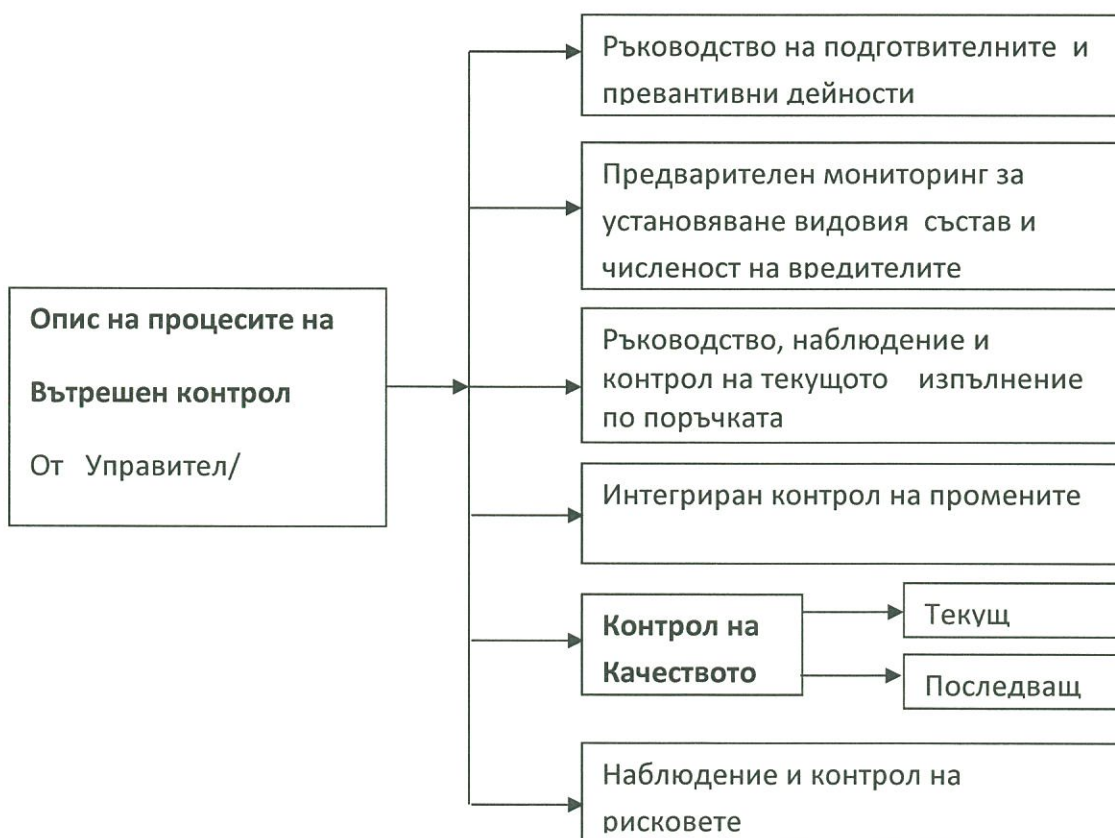 Ръководство на подготвителните и
превантивни дейности
Предварителен мониторинг за
установяване видовия състав и
численост на вредителите
Опис на процесите на
Вътрешен контрол
От Управител/
Ръководство, наблюдение и
контрол на текущото изпълнение
по поръчката
Интегриран контрол на промените
Контрол на
Качеството
Текущ
Последващ
Наблюдение и контрол на
рисковете